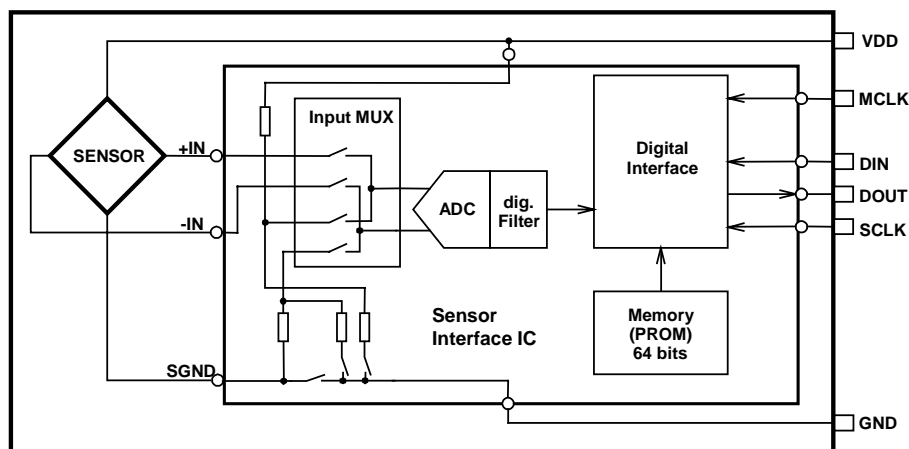 VDD
MCLK
Input MUX
+IN
SENSOR
Digital
Interface
DIN
DOUT
ADC
dig.
Filter
-IN
SCLK
Sensor
Interface IC
Memory
(PROM)
64 bits
SGND
GND